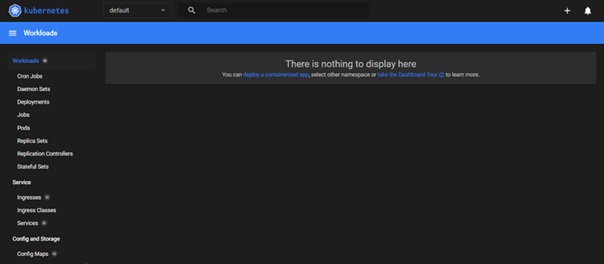 kubernetes
default
Search
Workloads
Workloads N
Cron Jobs
Daemon Sets
Deployments
Jobs
Pods
Replica Sets
Replication Controllers
Stateful Sets
Service
Ingresses N
Ingress Classes
Services N
Config and Storage
Config Maps N
There is nothing to display here
You can deploy a containerized app, select other namespace or take the Dashboard Tour to learn more.